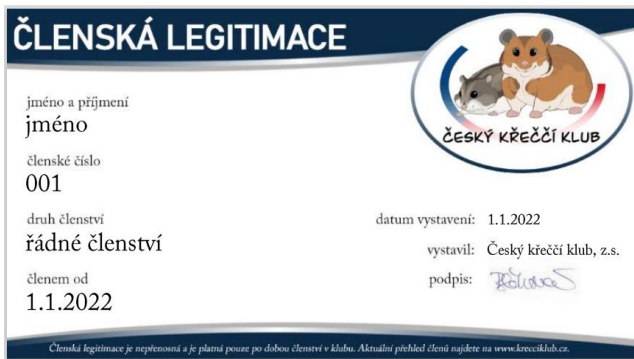 ČLENSKÁ LEGITIMACE
ČESKÝ KŘEČČÍ KLUB
jméno a příjmení
jméno
členské číslo
001
druh členství
řádné členství
členem od
1.1.2022
datum vystavení: 1.1.2022
vystavil: Český křeččí klub, z.s.
podpis:
Členská legitimace je nepřenosná a je platná pouze po dobou členství v klubu. Aktuální přehled členů najdete na www.krecciklub.cz.